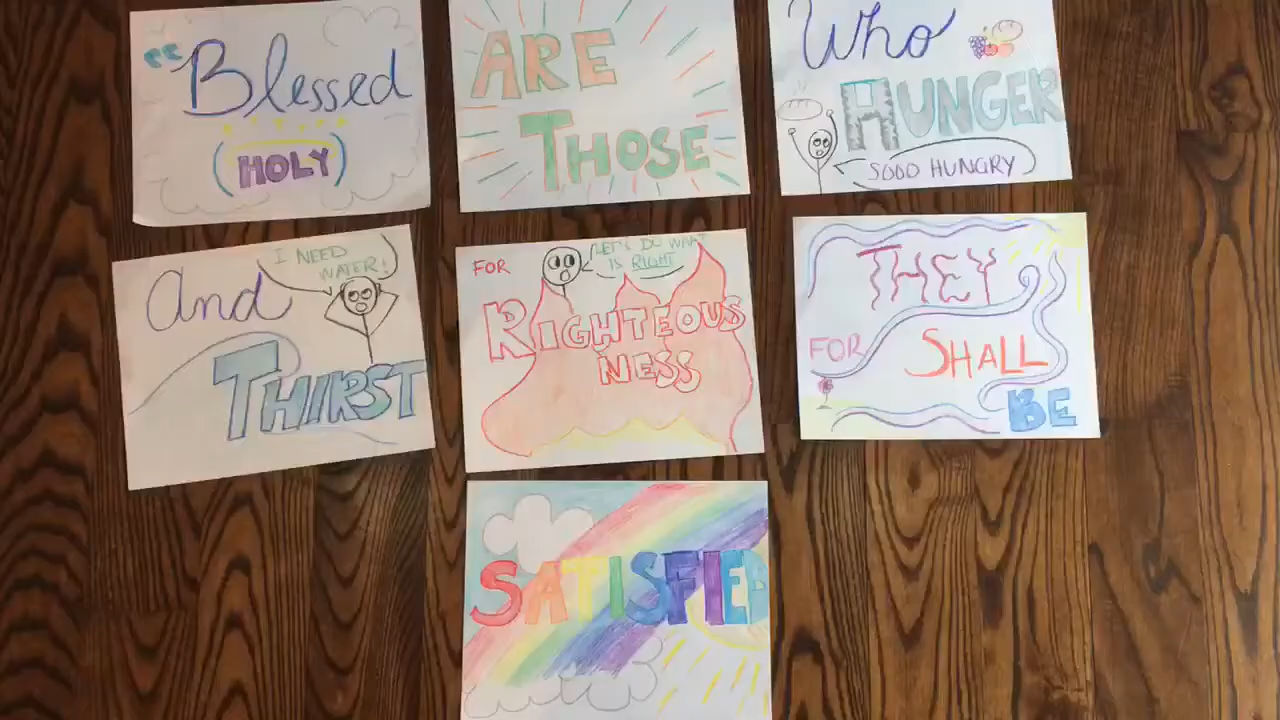 "Blessed
(HOLY)
ARE
THOSE
Who
HUNGER
SOOO HUNGRY
I NEED
WATER!
And
THIRST
FOR
LET'S DO WHAT
IS RIGHT
RIGHTEOUS
NESS
THEY
FOR
SHALL
BE
SATISFIED